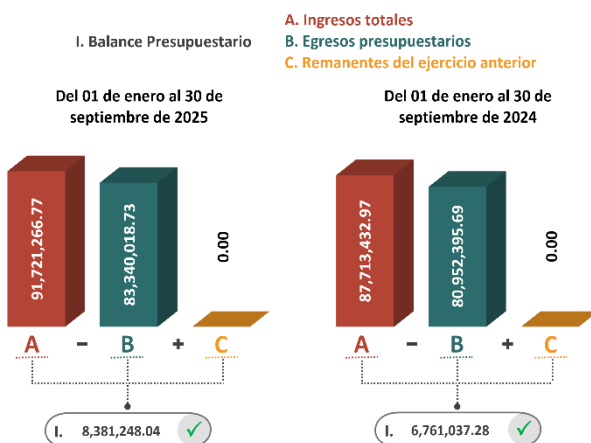 A. Ingresos totales
I. Balance Presupuestario
B. Egresos presupuestarios
C. Remanentes del ejercicio anterior
Del 01 de enero al 30 de
septiembre de 2025
91,721,266.77
83,340,018.73
0.00
A - B + C
I. 8,381,248.04 ✓
Del 01 de enero al 30 de
septiembre de 2024
87,713,432.97
80,952,395.69
0.00
A - B + C
I. 6,761,037.28 ✓